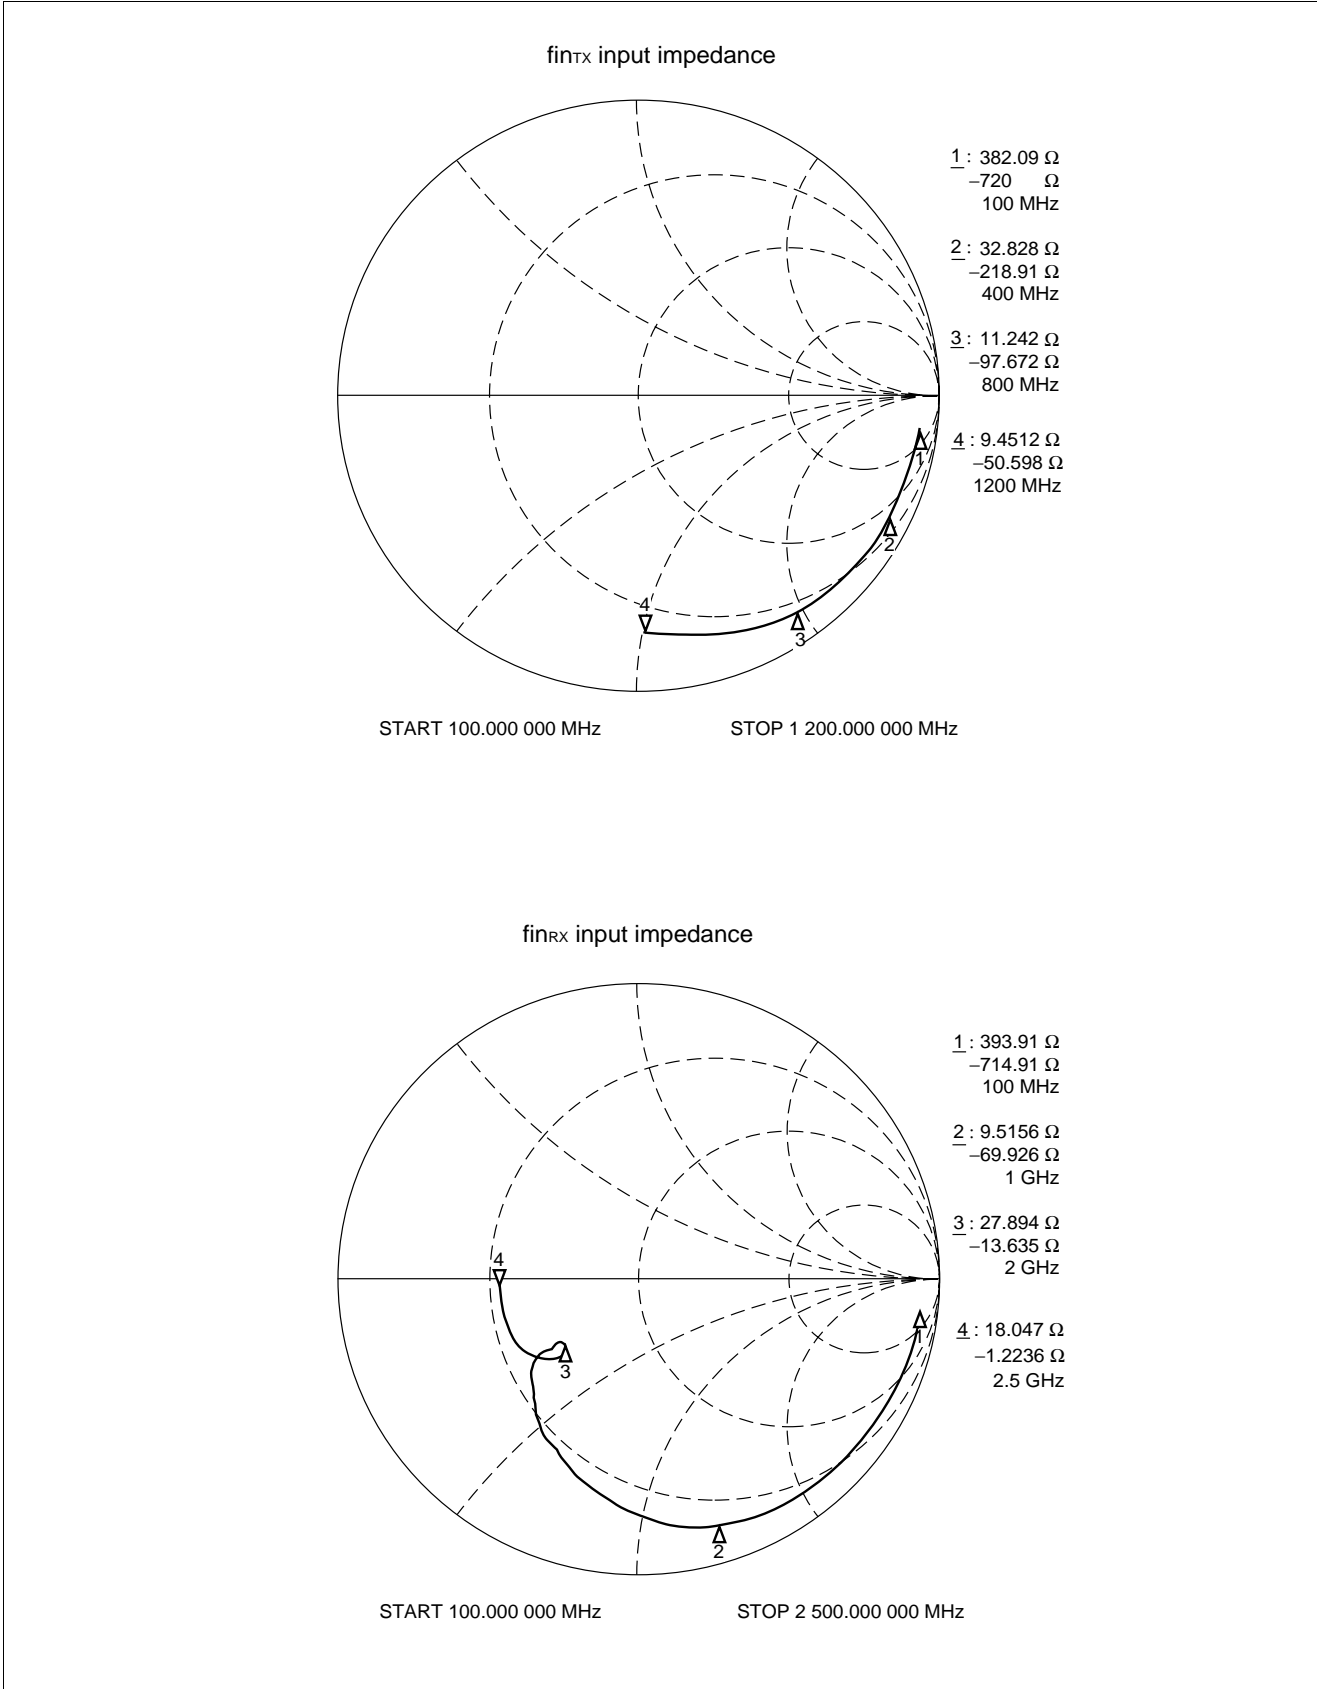 finTX input impedance
1 : 382.09 Ω
–720 Ω
100 MHz
2 : 32.828 Ω
–218.91 Ω
400 MHz
3 : 11.242 Ω
–97.672 Ω
800 MHz
4 : 9.4512 Ω
–50.598 Ω
1200 MHz
1
2
4
3
START 100.000 000 MHz STOP 1 200.000 000 MHz
finRX input impedance
1 : 393.91 Ω
–714.91 Ω
100 MHz
2 : 9.5156 Ω
–69.926 Ω
1 GHz
3 : 27.894 Ω
–13.635 Ω
2 GHz
4 : 18.047 Ω
–1.2236 Ω
2.5 GHz
4
1
3
2
START 100.000 000 MHz STOP 2 500.000 000 MHz